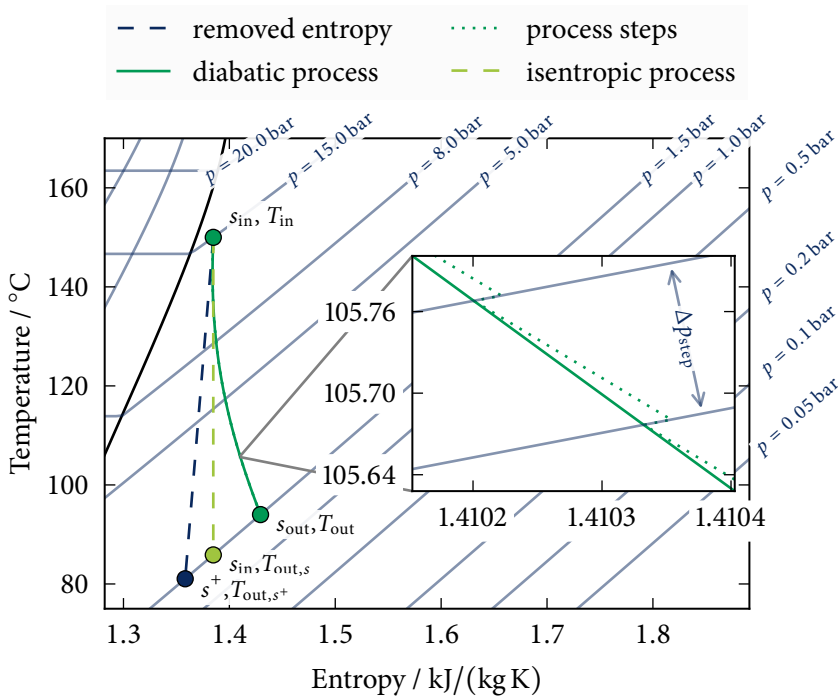 removed entropy
process steps
diabatic process
isentropic process
p = 20.0 bar
p = 15.0 bar
p = 8.0 bar
p = 5.0 bar
p = 1.5 bar
p = 1.0 bar
p = 0.5 bar
p = 0.2 bar
p = 0.1 bar
p = 0.05 bar
160
140
120
100
80
Temperature / °C
s_in, T_in
s_out, T_out
s_in, T_out,s
s⁺, T_out,s⁺
105.76
105.70
105.64
Δp_step
1.4102
1.4103
1.4104
1.3
1.4
1.5
1.6
1.7
1.8
Entropy / kJ/(kg K)